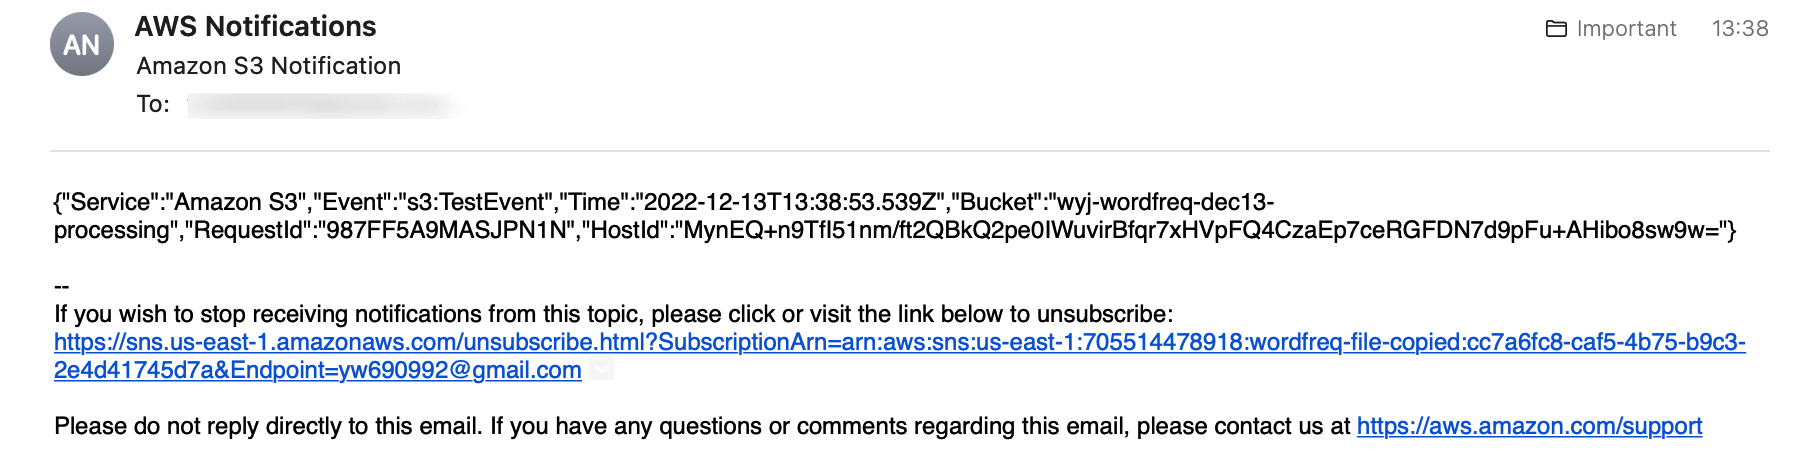 AN
AWS Notifications
Important
13:38
Amazon S3 Notification
To:
{"Service":"Amazon S3","Event":"s3:TestEvent","Time":"2022-12-13T13:38:53.539Z","Bucket":"wyj-wordfreq-dec13-
processing","RequestId":"987FF5A9MASJPN1N","HostId":"MynEQ+n9TfI51nm/ft2QBkQ2pe0IWuvirBfqr7xHVpFQ4CzaEp7ceRGFDN7d9pFu+AHibo8sw9w="}
--
If you wish to stop receiving notifications from this topic, please click or visit the link below to unsubscribe:
https://sns.us-east-1.amazonaws.com/unsubscribe.html?SubscriptionArn=arn:aws:sns:us-east-1:705514478918:wordfreq-file-copied:cc7a6fc8-caf5-4b75-b9c3-
2e4d41745d7a&Endpoint=yw690992@gmail.com
Please do not reply directly to this email. If you have any questions or comments regarding this email, please contact us at https://aws.amazon.com/support